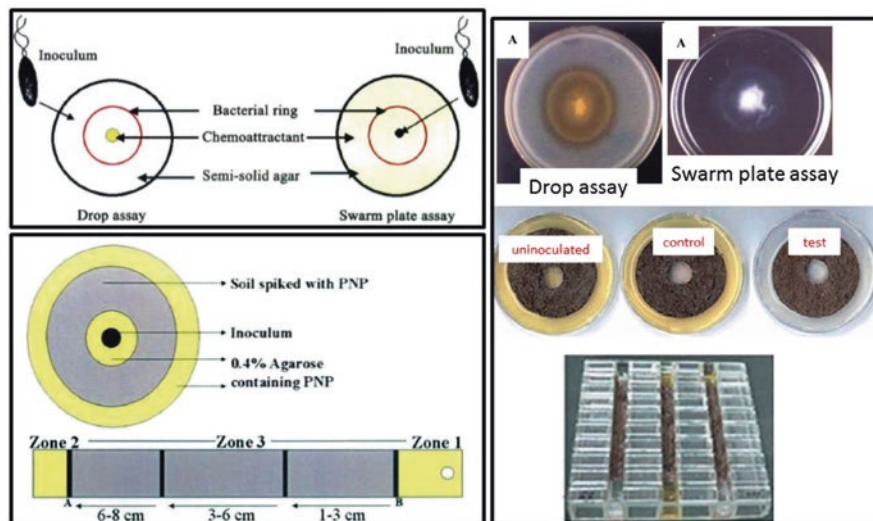 Inoculum
Inoculum
Bacterial ring
Chemoattractant
Semi-solid agar
Drop assay
Swarm plate assay
Soil spiked with PNP
Inoculum
0.4% Agarose
containing PNP
Zone 2
Zone 3
Zone 1
A
B
6-8 cm
3-6 cm
1-3 cm
A
A
Drop assay
Swarm plate assay
uninoculated
control
test